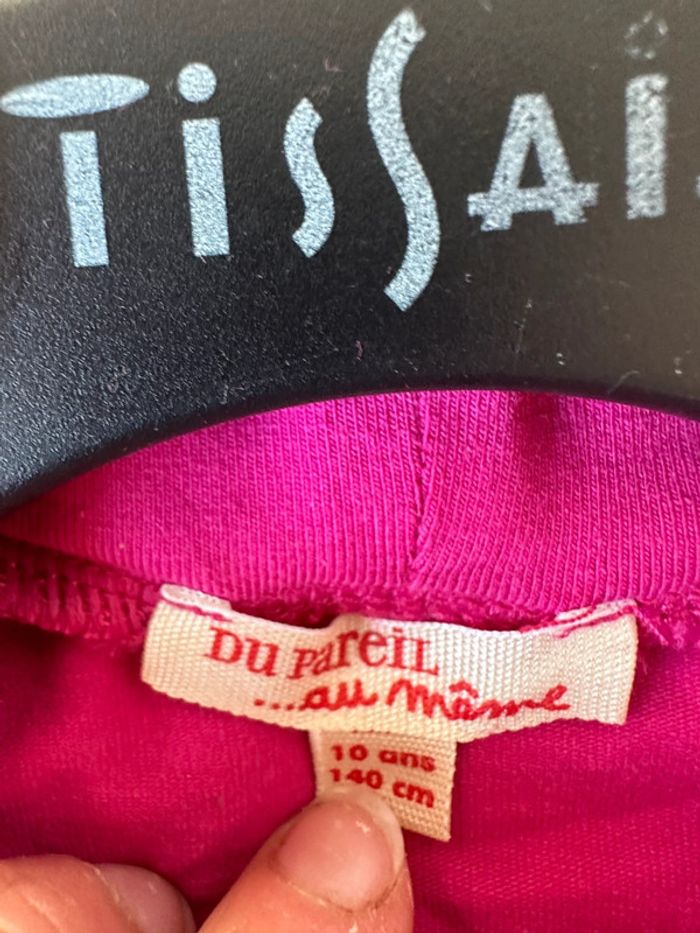 TiSSAi
DU PaReiL
...au même
10 ans
140 cm